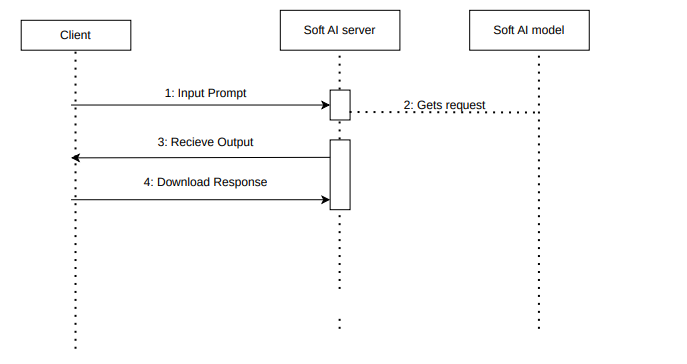 Client
Soft AI server
Soft AI model
1: Input Prompt
2: Gets request
3: Recieve Output
4: Download Response